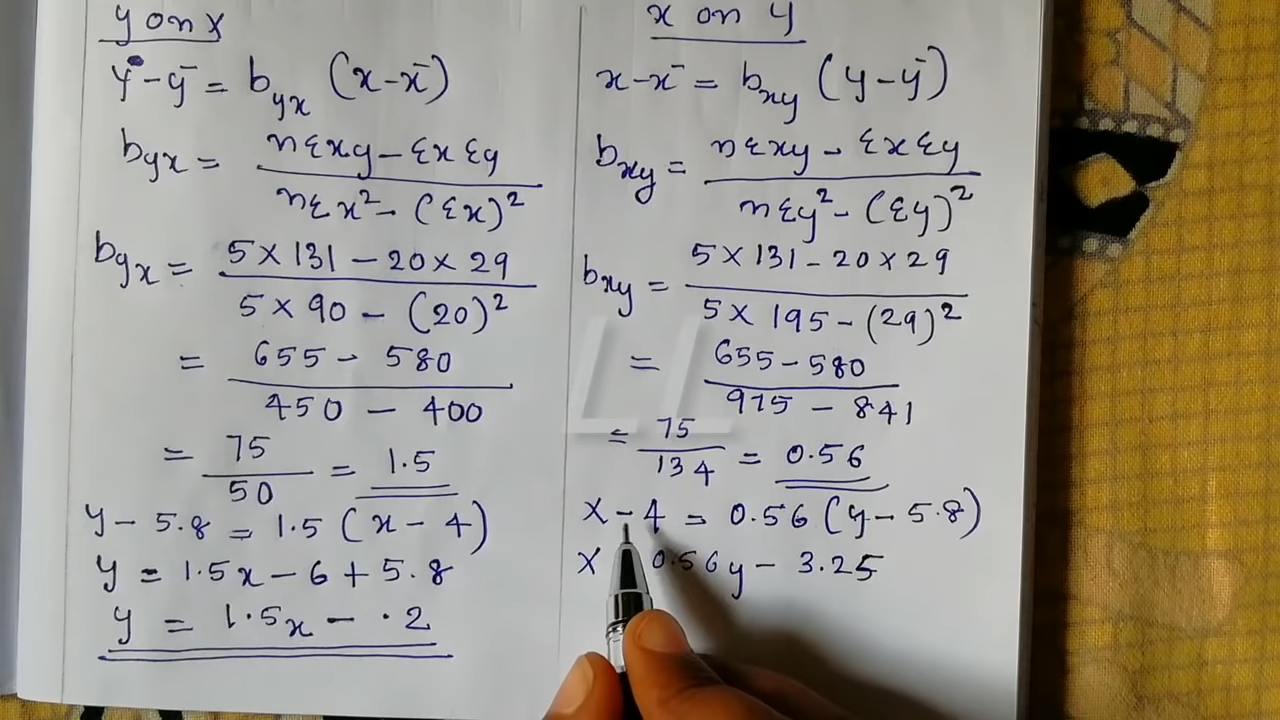 y on x
y - ȳ = byx (x - x̄)
byx = nΣxy - ΣxΣy / nΣx² - (Σx)²
byx = 5 × 131 - 20 × 29 / 5 × 90 - (20)²
= 655 - 580 / 450 - 400
= 75 / 50 = 1.5
y - 5.8 = 1.5 (x - 4)
y = 1.5x - 6 + 5.8
y = 1.5x - .2
x on y
x - x̄ = bxy (y - ȳ)
bxy = nΣxy - ΣxΣy / nΣy² - (Σy)²
bxy = 5 × 131 - 20 × 29 / 5 × 195 - (29)²
= 655 - 580 / 975 - 841
= 75 / 134 = 0.56
x - 4 = 0.56 (y - 5.8)
x 0.56y - 3.25
LL